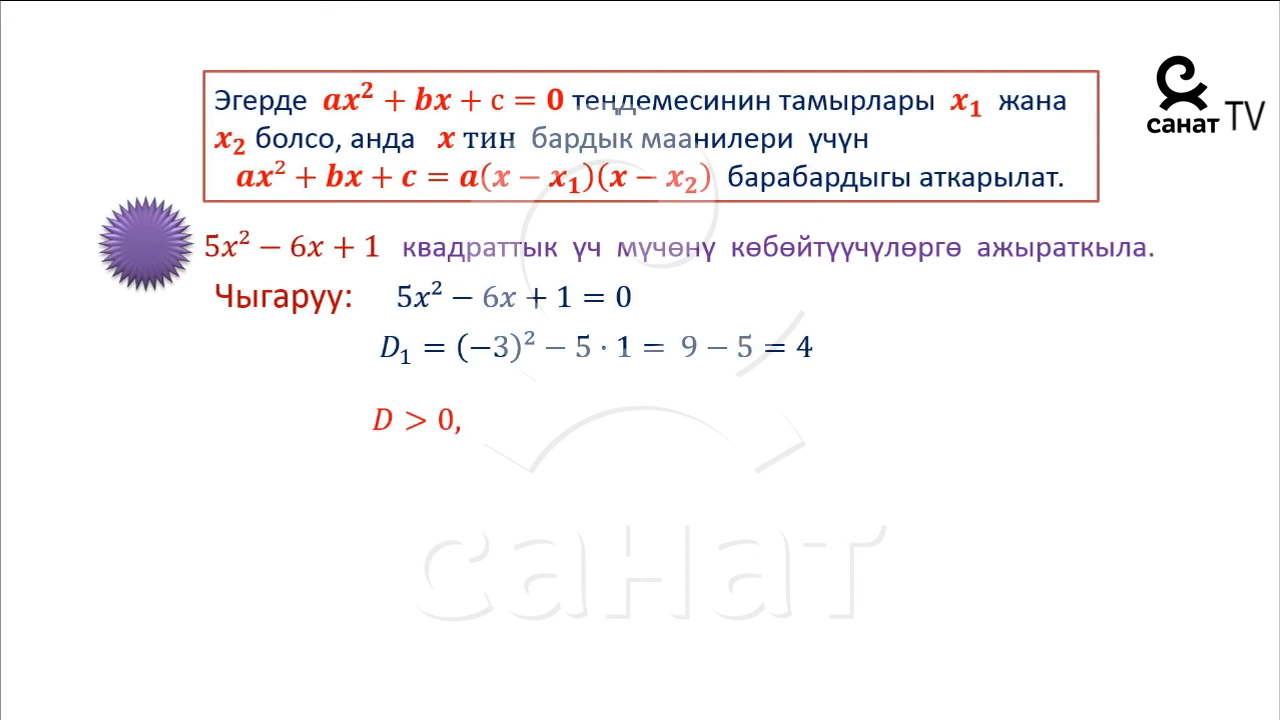 санат TV
Эгерде ax² + bx + c = 0 теңдемесинин тамырлары x₁ жана
x₂ болсо, анда x тин бардык маанилери үчүн
ax² + bx + c = a(x − x₁)(x − x₂) барабардыгы аткарылат.
5x² − 6x + 1 квадраттык үч мүчөнү көбөйтүүчүлөргө ажыраткыла.
Чыгаруу: 5x² − 6x + 1 = 0
D₁ = (−3)² − 5 · 1 = 9 − 5 = 4
D > 0,
санат